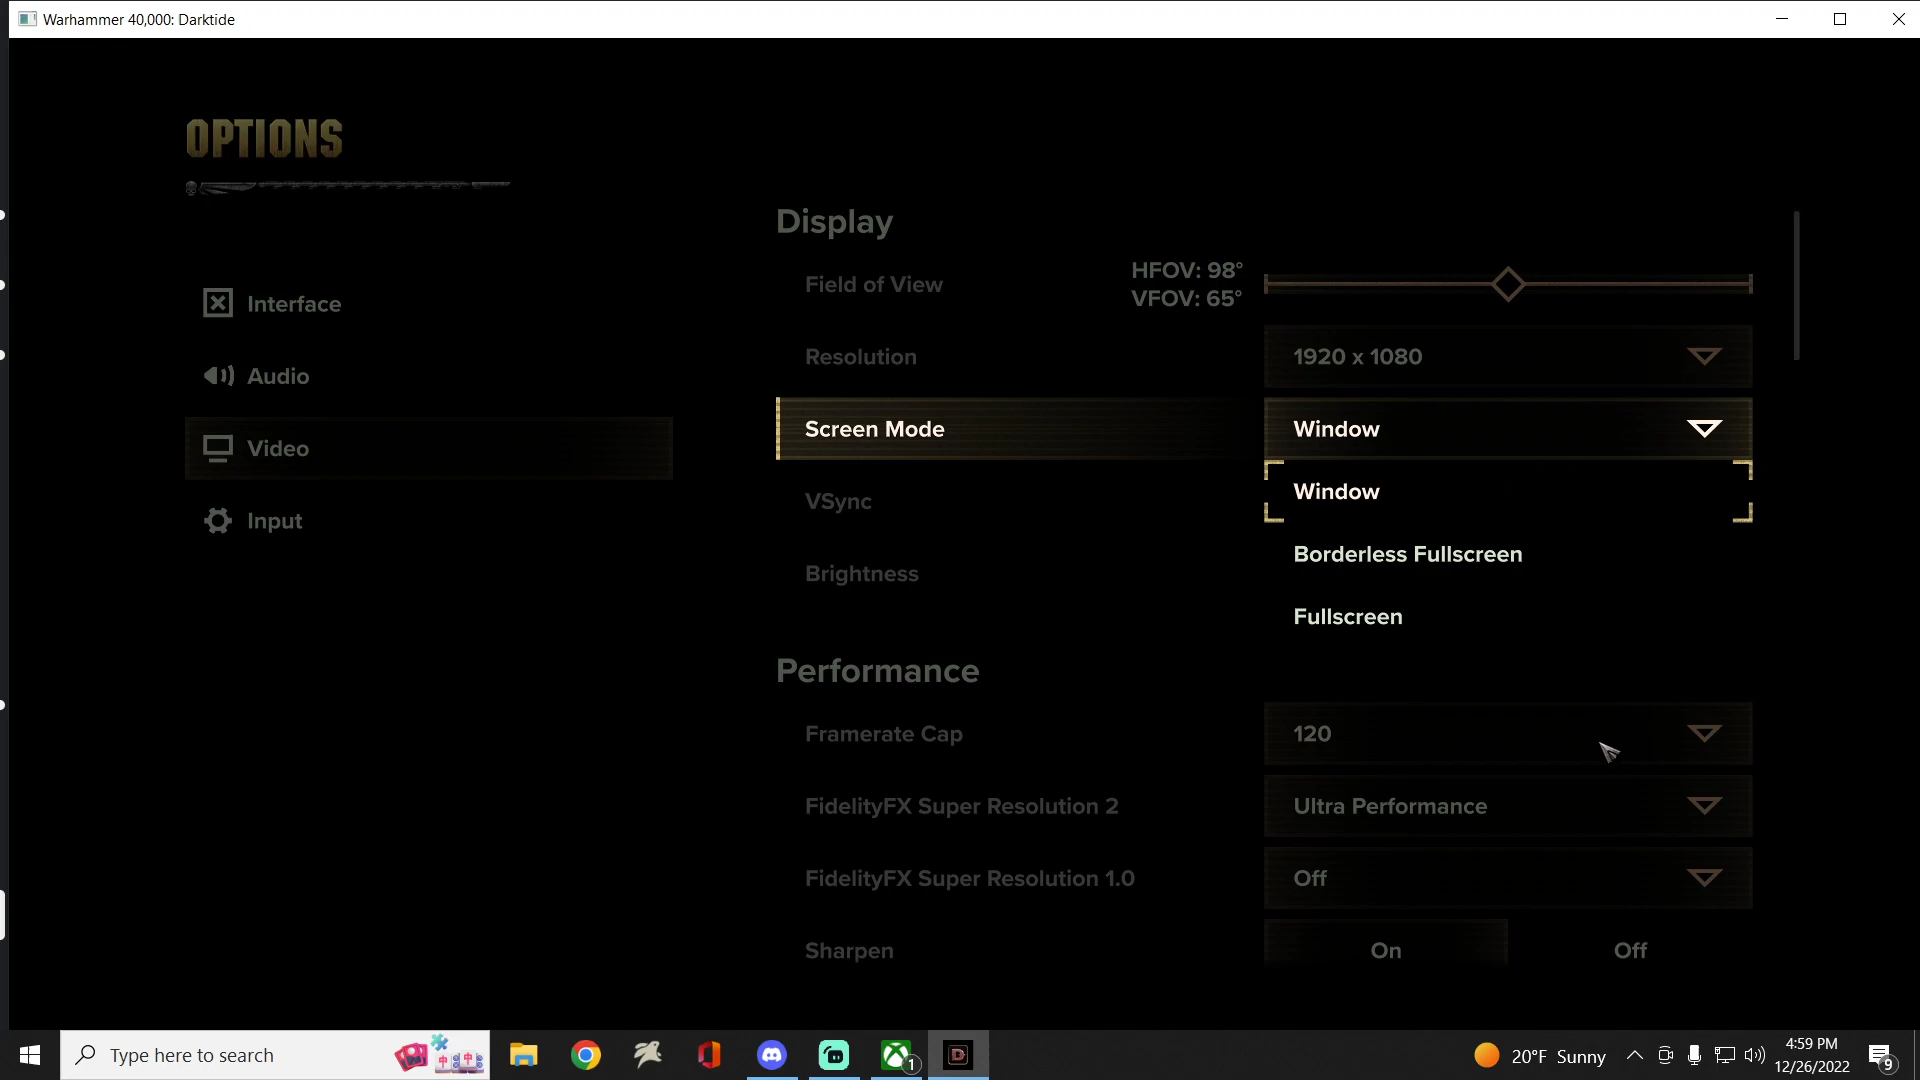 Warhammer 40,000: Darktide
OPTIONS
Interface
Audio
Video
Input
Display
Field of View
HFOV: 98°
VFOV: 65°
Resolution
1920 x 1080
Screen Mode
Window
Window
VSync
Borderless Fullscreen
Brightness
Fullscreen
Performance
Framerate Cap
120
FidelityFX Super Resolution 2
Ultra Performance
FidelityFX Super Resolution 1.0
Off
Sharpen
On
Off
Type here to search
1
20°F Sunny
4:59 PM
12/26/2022
9